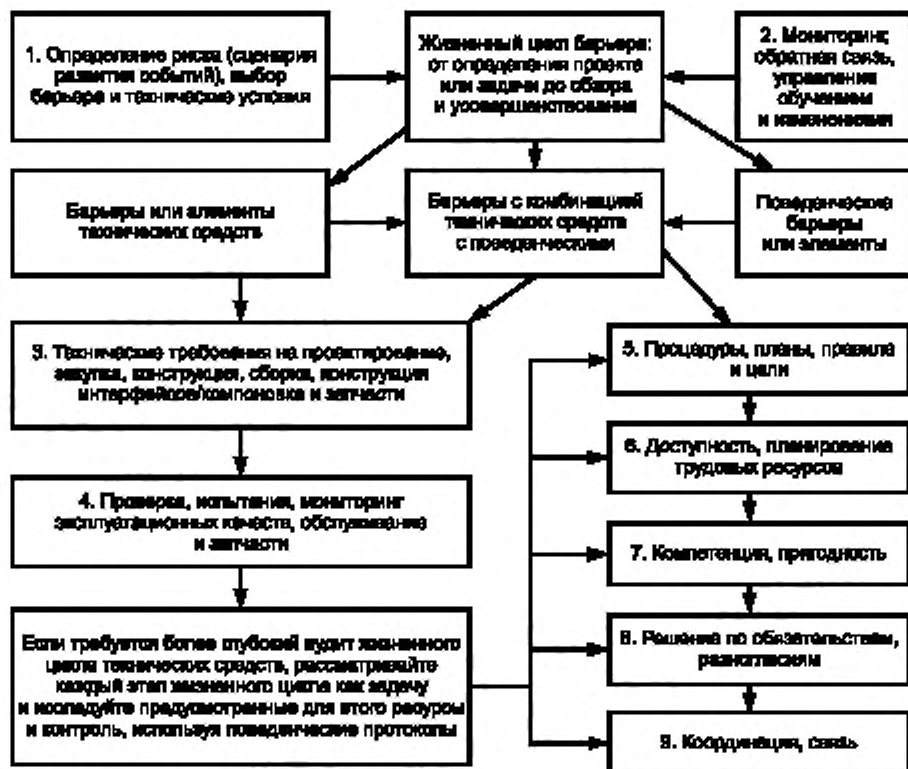 1. Определение риска (сценария
развития событий), выбор
барьера и технические условия
Жизненный цикл барьера:
от определения проекта
или задачи до обзора
и усовершенствования
2. Мониторинг,
обратная связь,
управления
обучением
и изменениями
Барьеры или элементы
технических средств
Барьеры с комбинацией
технических средств
с поведенческими
Поведенческие
барьеры
или элементы
3. Технические требования на проектирование,
закупка, конструкция, сборка, конструкция
интерфейсов/компоновка и запчасти
5. Процедуры, планы, правила
и цели
6. Доступность, планирование
трудовых ресурсов
4. Проверка, испытания, мониторинг
эксплуатационных качеств, обслуживание
и запчасти
7. Компетенция, пригодность
Если требуется более глубокий аудит жизненного
цикла технических средств, рассматривайте
каждый этап жизненного цикла как задачу
и исследуйте предусмотренные для этого ресурсы
и контроль, используя поведенческие протоколы
8. Решение по обязательствам,
разногласиям
9. Координация, связь